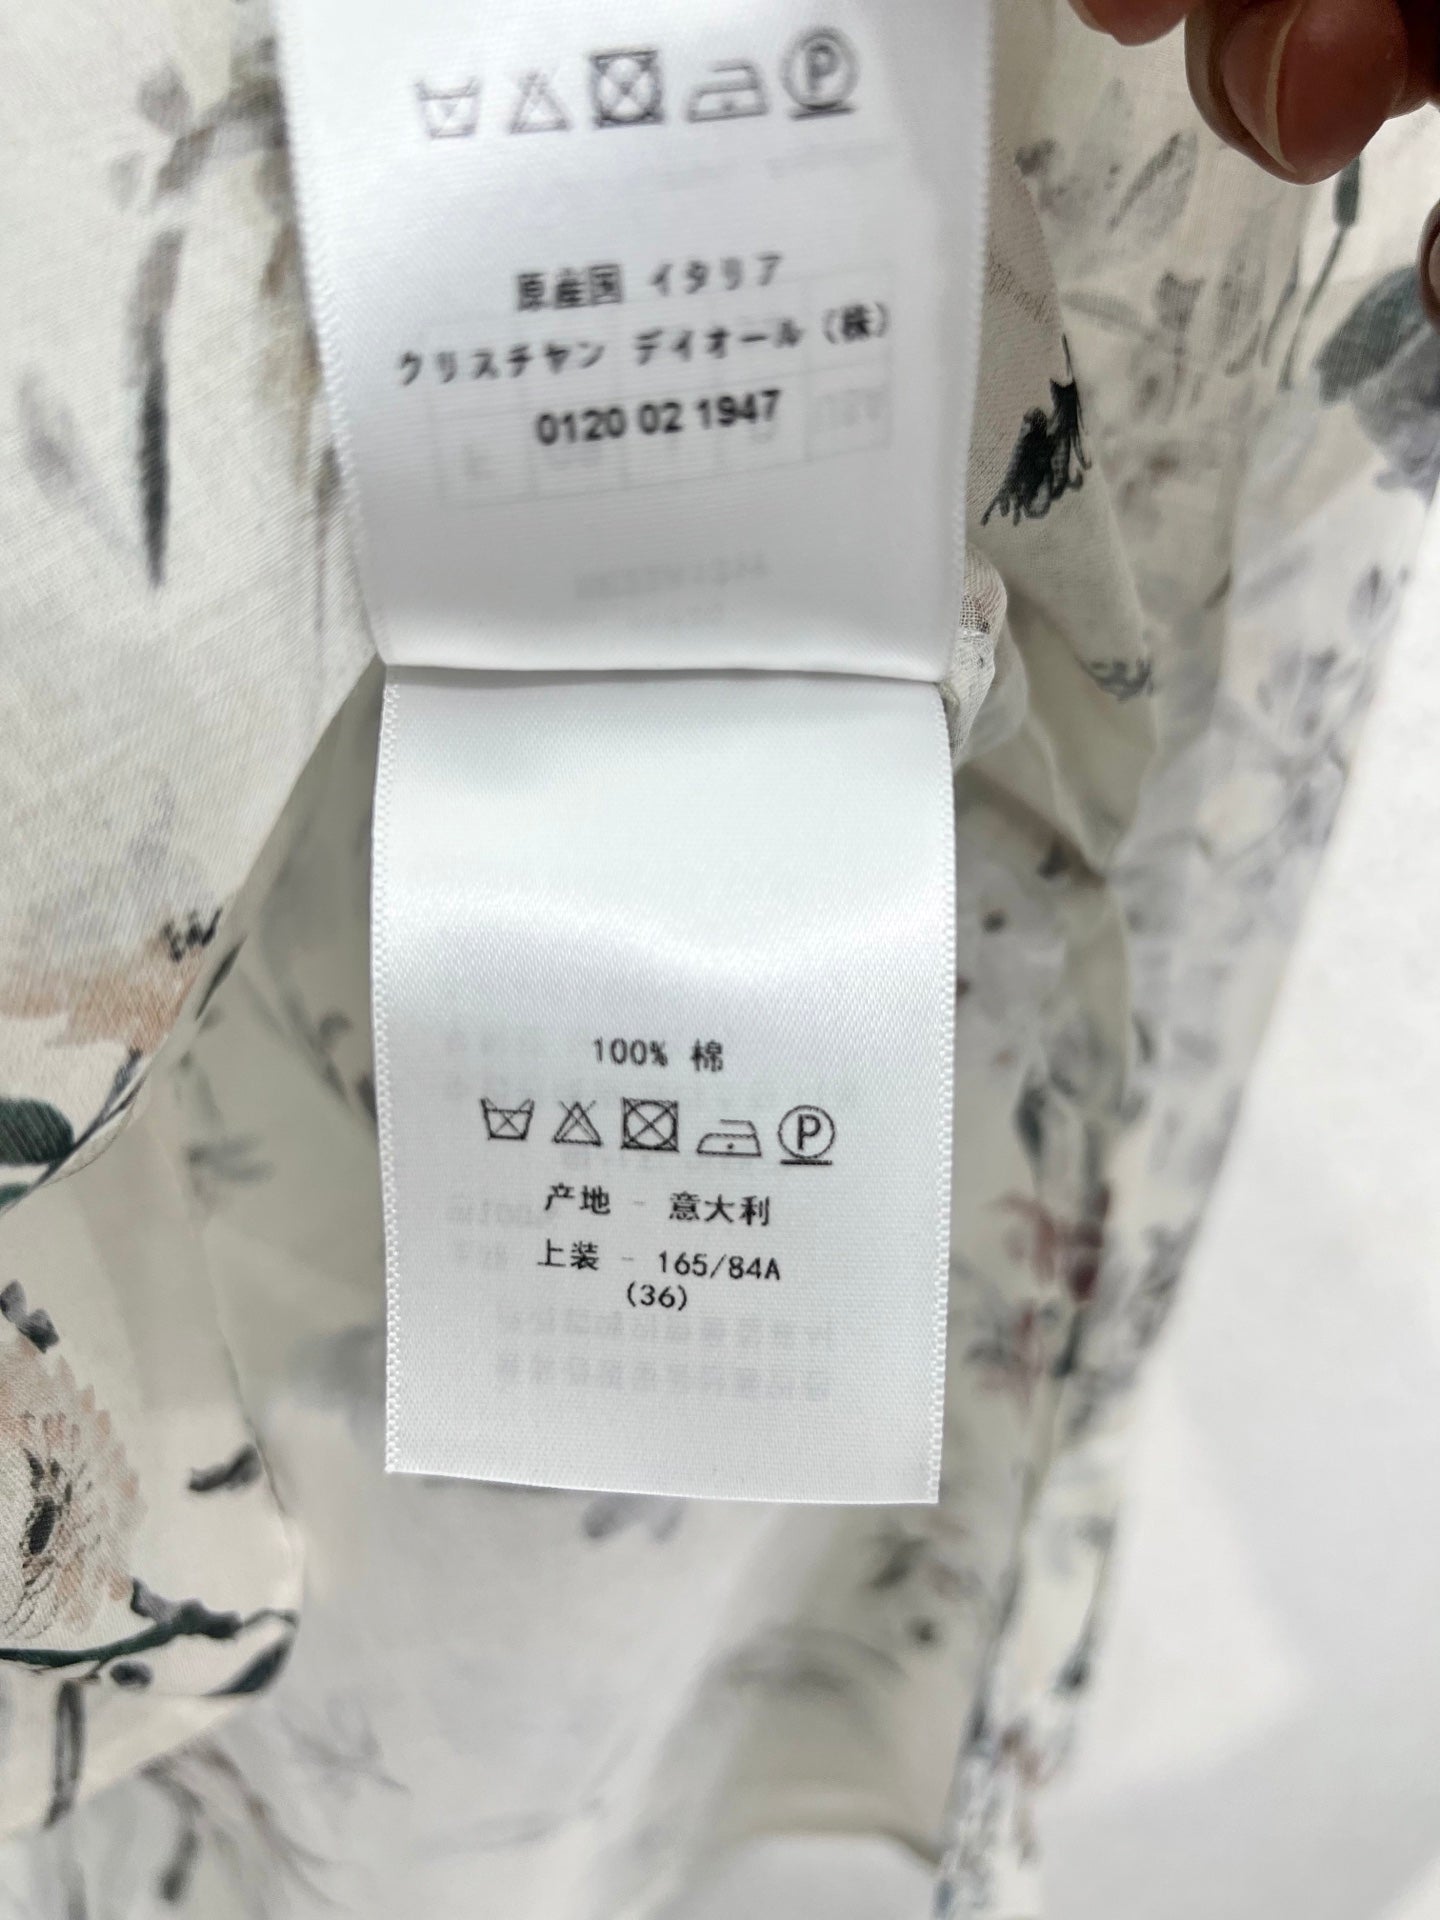 P
原産国 イタリア
クリスチャン デイオール (株)
0120 02 1947
100% 棉
P
产地 - 意大利
上装 - 165/84A
(36)